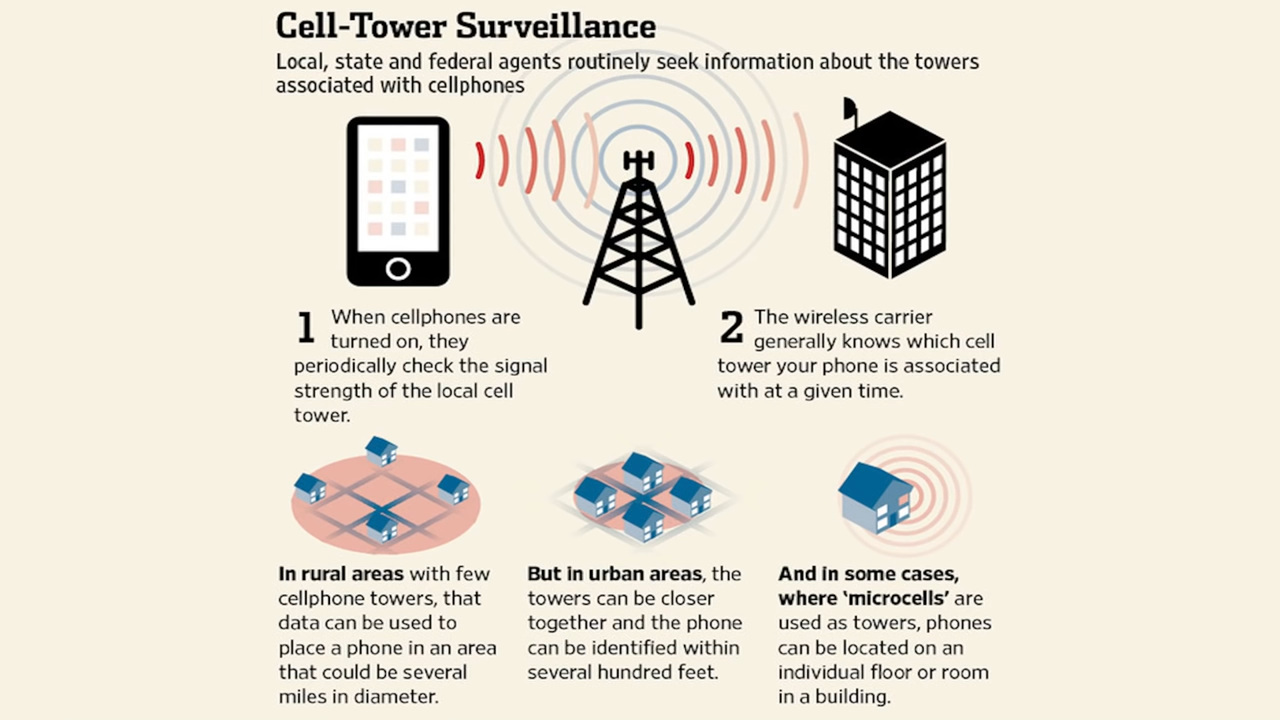 Cell-Tower Surveillance
Local, state and federal agents routinely seek information about the towers
associated with cellphones
1 When cellphones are
turned on, they
periodically check the signal
strength of the local cell
tower.
2 The wireless carrier
generally knows which cell
tower your phone is associated
with at a given time.
In rural areas with few
cellphone towers, that
data can be used to
place a phone in an area
that could be several
miles in diameter.
But in urban areas, the
towers can be closer
together and the phone
can be identified within
several hundred feet.
And in some cases,
where ‘microcells’ are
used as towers, phones
can be located on an
individual floor or room
in a building.